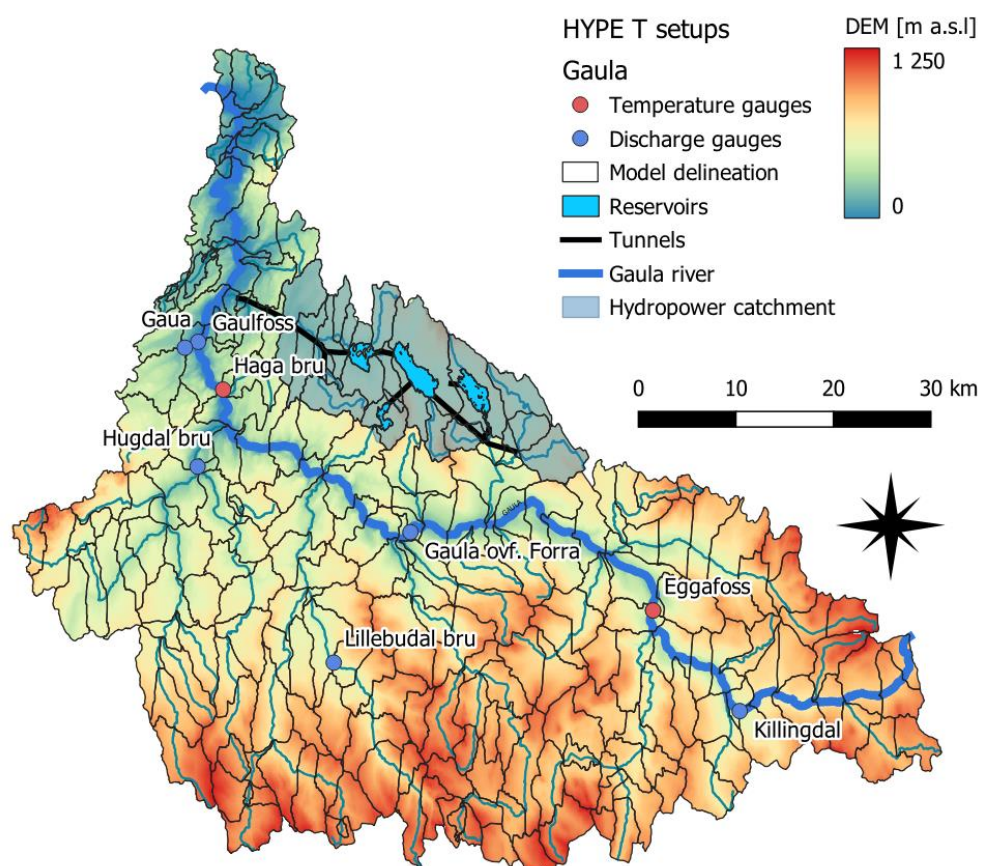 HYPE T setups
Gaula
Temperature gauges
Discharge gauges
Model delineation
Reservoirs
Tunnels
Gaula river
Hydropower catchment
DEM [m a.s.l]
1 250
0
0 10 20 30 km
Gaua
Gaulfoss
Haga bru
Hugdal bru
GAULA
Gaula ovf. Forra
Eggafoss
Lillebudal bru
Killingdal